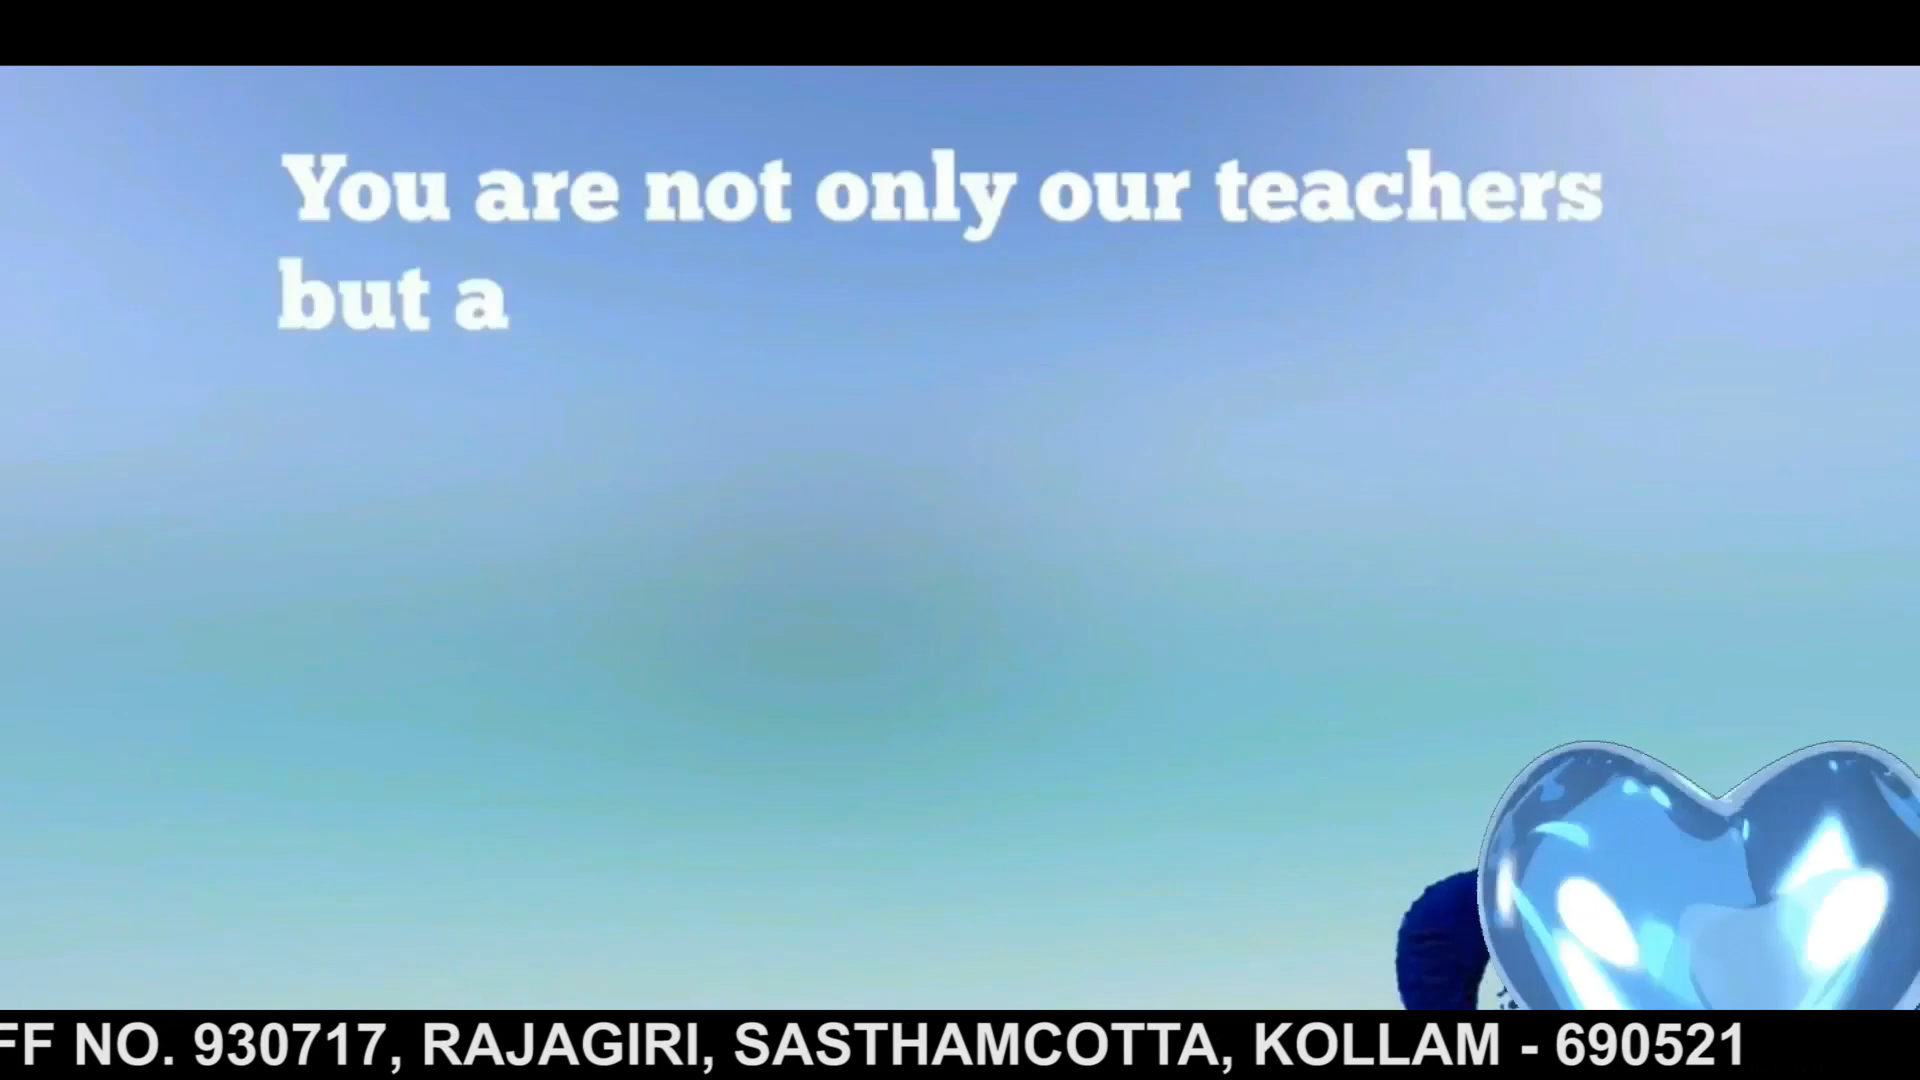 You are not only our teachers
but a
FF NO. 930717, RAJAGIRI, SASTHAMCOTTA, KOLLAM - 690521